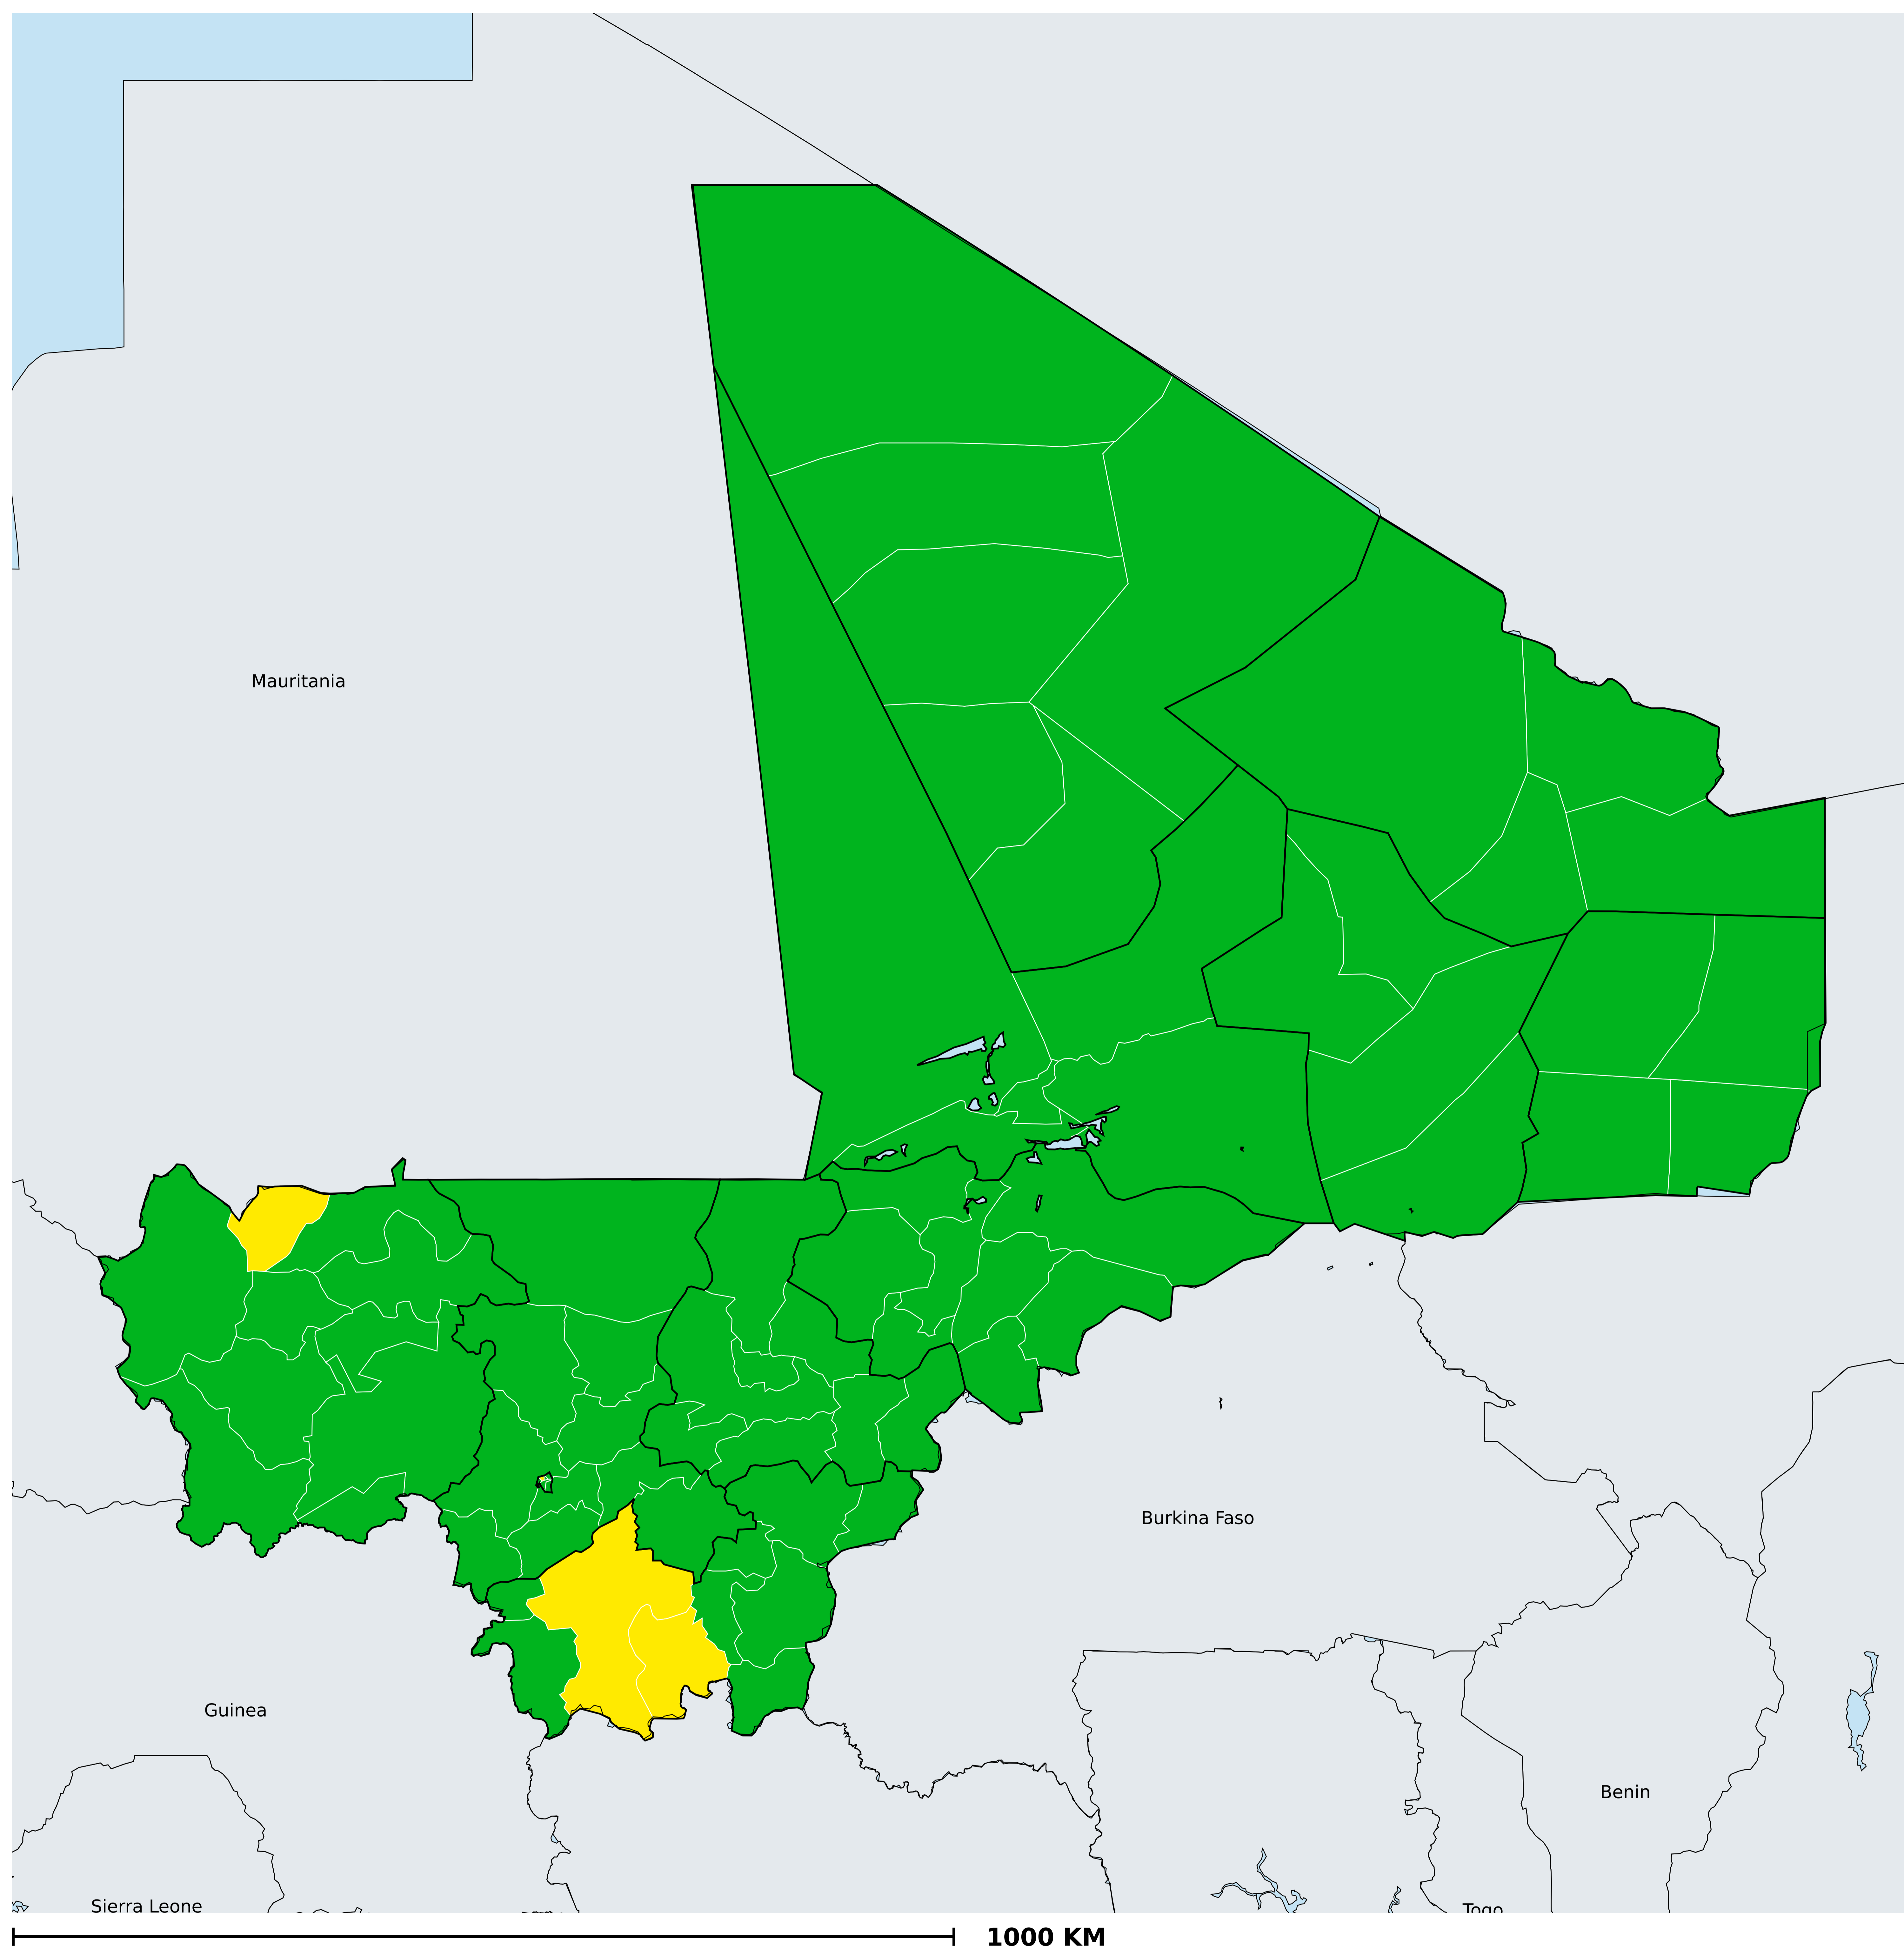 Mauritania
Burkina Faso
Guinea
Benin
Sierra Leone
Togo
1000 KM